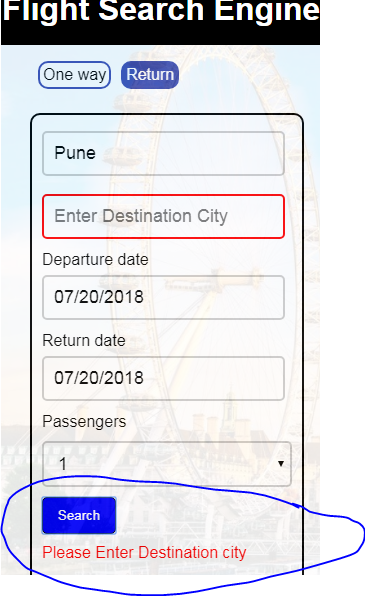 Flight Search Engine
One way Return
Pune
Enter Destination City
Departure date
07/20/2018
Return date
07/20/2018
Passengers
1
Search
Please Enter Destination city